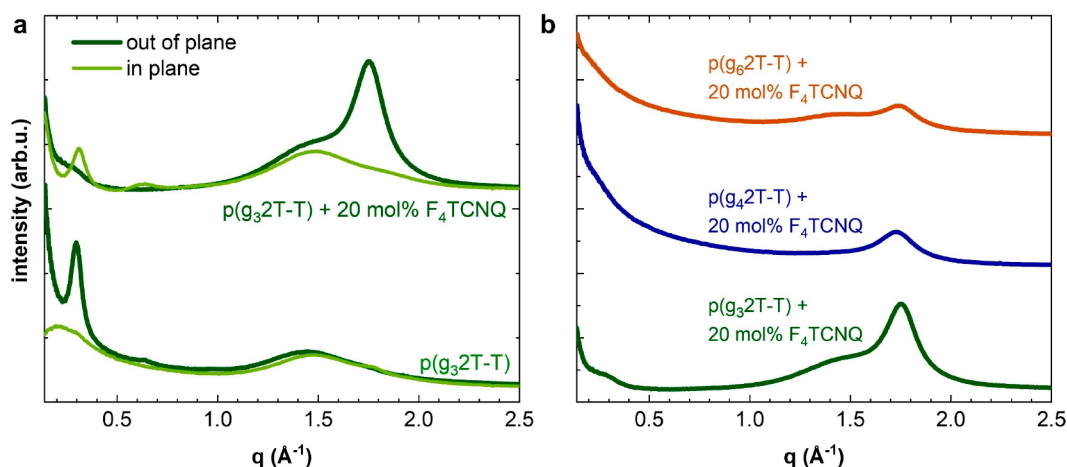 a
out of plane
in plane
p(g₃2T-T) + 20 mol% F₄TCNQ
p(g₃2T-T)
intensity (arb.u.)
0.5 1.0 1.5 2.0 2.5
q (Å⁻¹)
b
p(g₆2T-T) +
20 mol% F₄TCNQ
p(g₄2T-T) +
20 mol% F₄TCNQ
p(g₃2T-T) +
20 mol% F₄TCNQ
0.5 1.0 1.5 2.0 2.5
q (Å⁻¹)